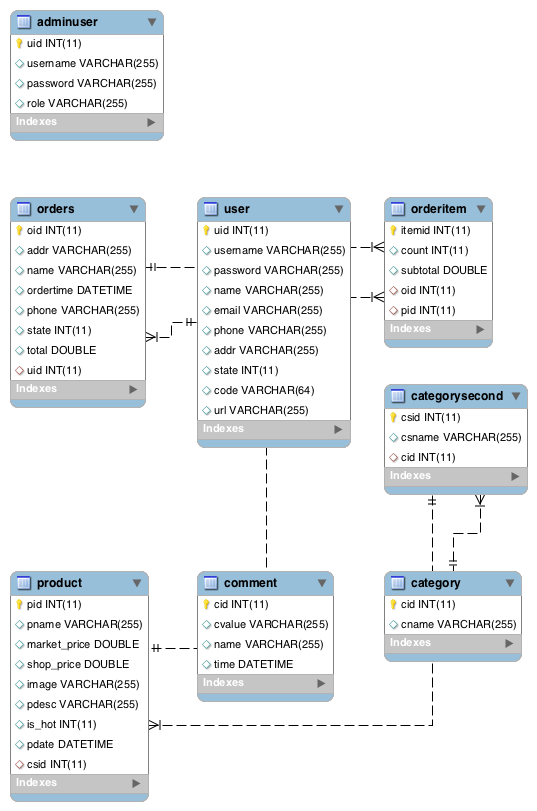 adminuser
uid INT(11)
username VARCHAR(255)
password VARCHAR(255)
role VARCHAR(255)
Indexes
orders
oid INT(11)
addr VARCHAR(255)
name VARCHAR(255)
ordertime DATETIME
phone VARCHAR(255)
state INT(11)
total DOUBLE
uid INT(11)
Indexes
user
uid INT(11)
username VARCHAR(255)
password VARCHAR(255)
name VARCHAR(255)
email VARCHAR(255)
phone VARCHAR(255)
addr VARCHAR(255)
state INT(11)
code VARCHAR(64)
url VARCHAR(255)
Indexes
orderitem
itemid INT(11)
count INT(11)
subtotal DOUBLE
oid INT(11)
pid INT(11)
Indexes
categorysecond
csid INT(11)
csname VARCHAR(255)
cid INT(11)
Indexes
product
pid INT(11)
pname VARCHAR(255)
market_price DOUBLE
shop_price DOUBLE
image VARCHAR(255)
pdesc VARCHAR(255)
is_hot INT(11)
pdate DATETIME
csid INT(11)
Indexes
comment
cid INT(11)
cvalue VARCHAR(255)
name VARCHAR(255)
time DATETIME
Indexes
category
cid INT(11)
cname VARCHAR(255)
Indexes